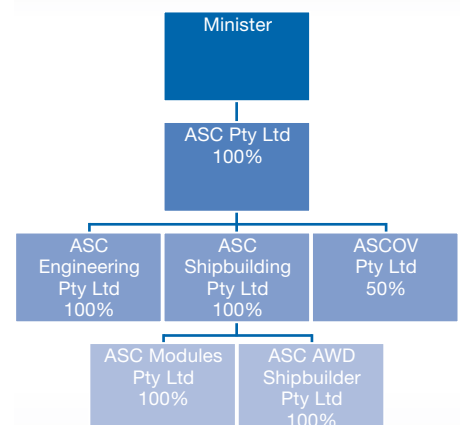 Minister
ASC Pty Ltd
100%
ASC
Engineering
Pty Ltd
100%
ASC
Shipbuilding
Pty Ltd
100%
ASCOV
Pty Ltd
50%
ASC Modules
Pty Ltd
100%
ASC AWD
Shipbuilder
Pty Ltd
100%